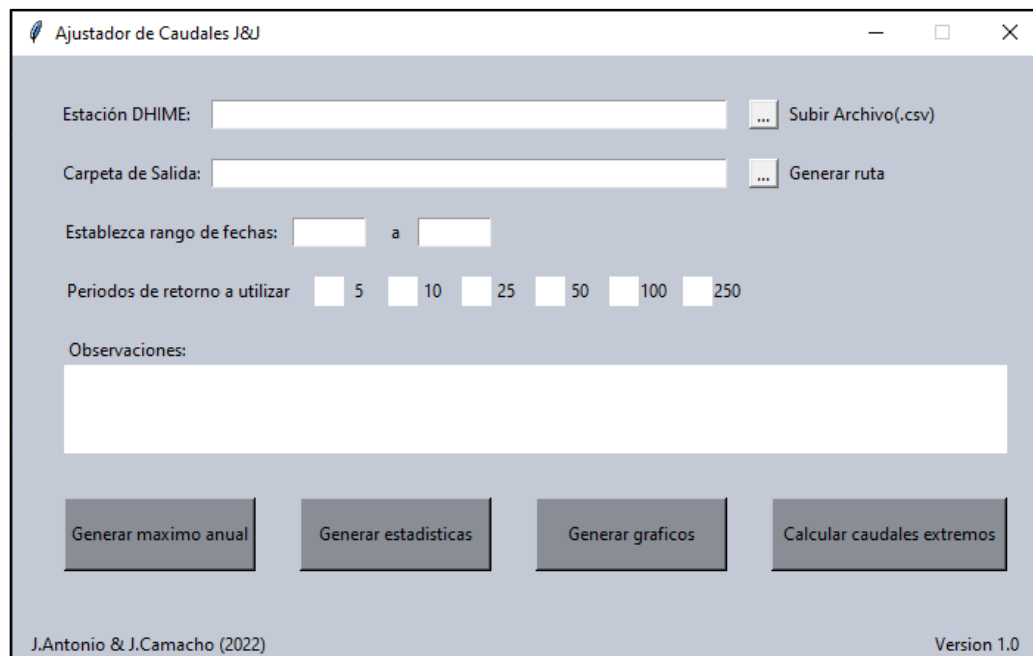 Ajustador de Caudales J&J
Estación DHIME: ... Subir Archivo(.csv)
Carpeta de Salida: ... Generar ruta
Establezca rango de fechas: a
Periodos de retorno a utilizar 5 10 25 50 100 250
Observaciones:
Generar maximo anual Generar estadisticas Generar graficos Calcular caudales extremos
J.Antonio & J.Camacho (2022) Version 1.0